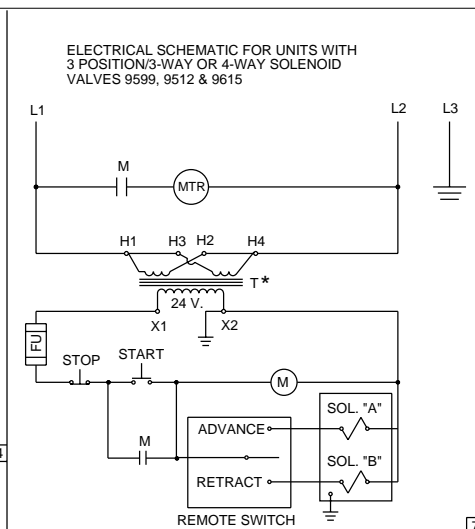 ELECTRICAL SCHEMATIC FOR UNITS WITH
3 POSITION/3-WAY OR 4-WAY SOLENOID
VALVES 9599, 9512 & 9615
L1
L2
L3
M
MTR
H1
H3
H2
H4
T*
24 V.
X1
X2
FU
STOP
START
M
SOL. "A"
ADVANCE
M
SOL. "B"
RETRACT
REMOTE SWITCH